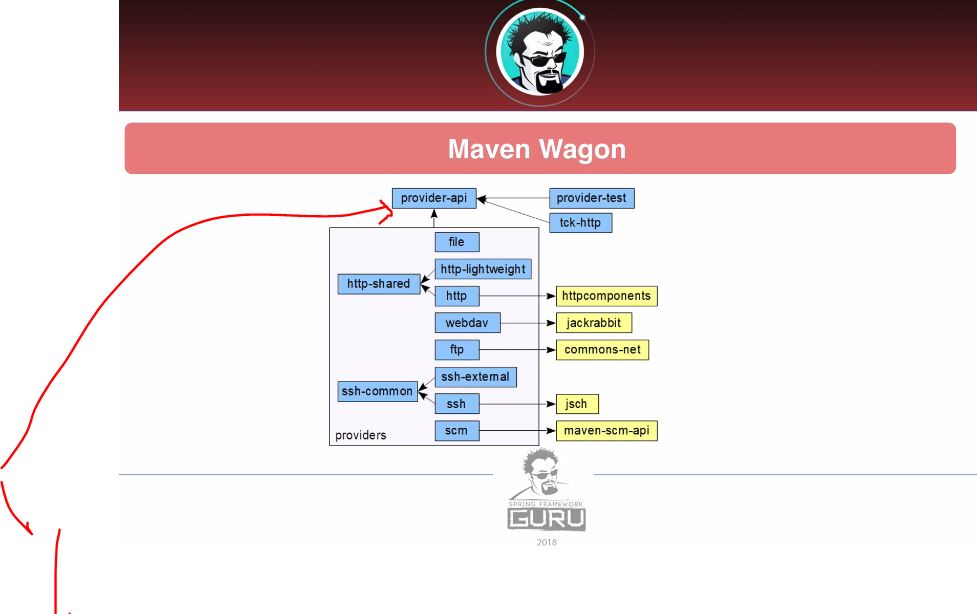 Maven Wagon
provider-api
provider-test
tck-http
file
http-lightweight
http-shared
http
httpcomponents
webdav
jackrabbit
ftp
commons-net
ssh-external
ssh-common
ssh
jsch
scm
maven-scm-api
providers
SPRING FRAMEWORK
GURU
2018